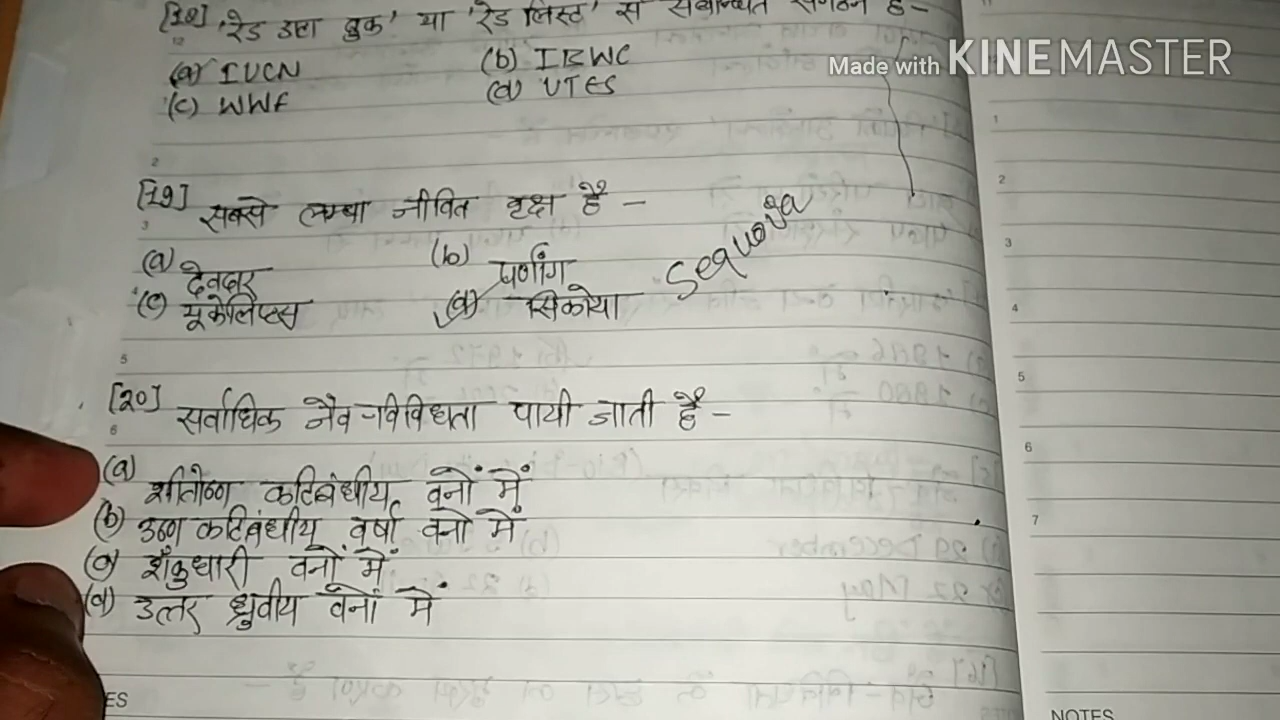 [18] 'रेड डाटा बुक' या 'रेड लिस्ट' से सम्बन्धित संगठन है-
Made with KINEMASTER
(a) IUCN (b) IBWC
(c) WWF (d) UTES
[19] सबसे लम्बा जीवित वृक्ष है -
(a) देवदार (b) पर्णांग
(c) यूकेलिप्टस (d) सिकोया Sequoia
[20] सर्वाधिक जैव-विविधता पायी जाती है -
(a) शीतोष्ण कटिबंधीय वनों में
(b) उष्ण कटिबंधीय वर्षा वनो में
(c) शँकुधारी वनों में
(d) उत्तर ध्रुवीय वनों में
NOTES